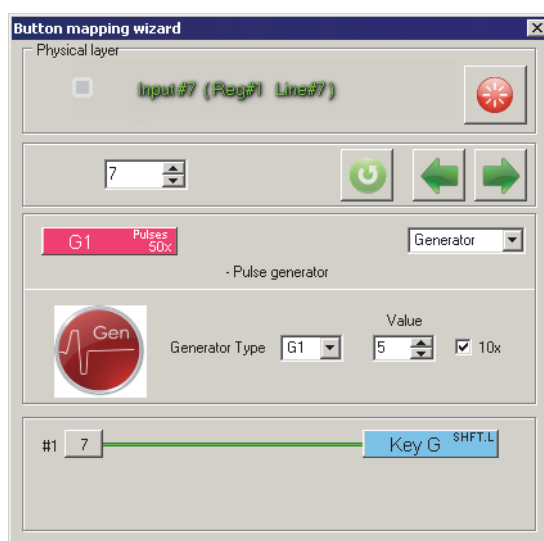 Button mapping wizard
Physical layer
Input#7 (Reg#1 Line#7)
7
G1 Pulses 50x
Generator
- Pulse generator
Gen
Generator Type G1
Value
5
10x
#1 7
Key G SHFT.L